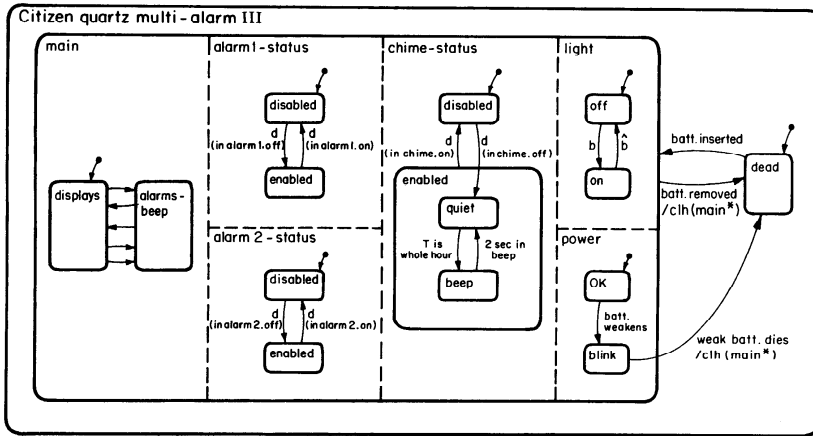 Citizen quartz multi-alarm III
main
displays
alarms-
beep
alarm1-status
disabled
d
(in alarm1.off)
d
(in alarm1.on)
enabled
alarm 2-status
disabled
d
(in alarm2.off)
d
(in alarm2.on)
enabled
chime-status
disabled
d
(in chime.on)
d
(in chime.off)
enabled
quiet
T is
whole hour
2 sec in
beep
beep
light
off
b
b̂
on
power
OK
batt.
weakens
blink
batt. inserted
dead
batt. removed
/clh(main*)
weak batt. dies
/clh(main*)